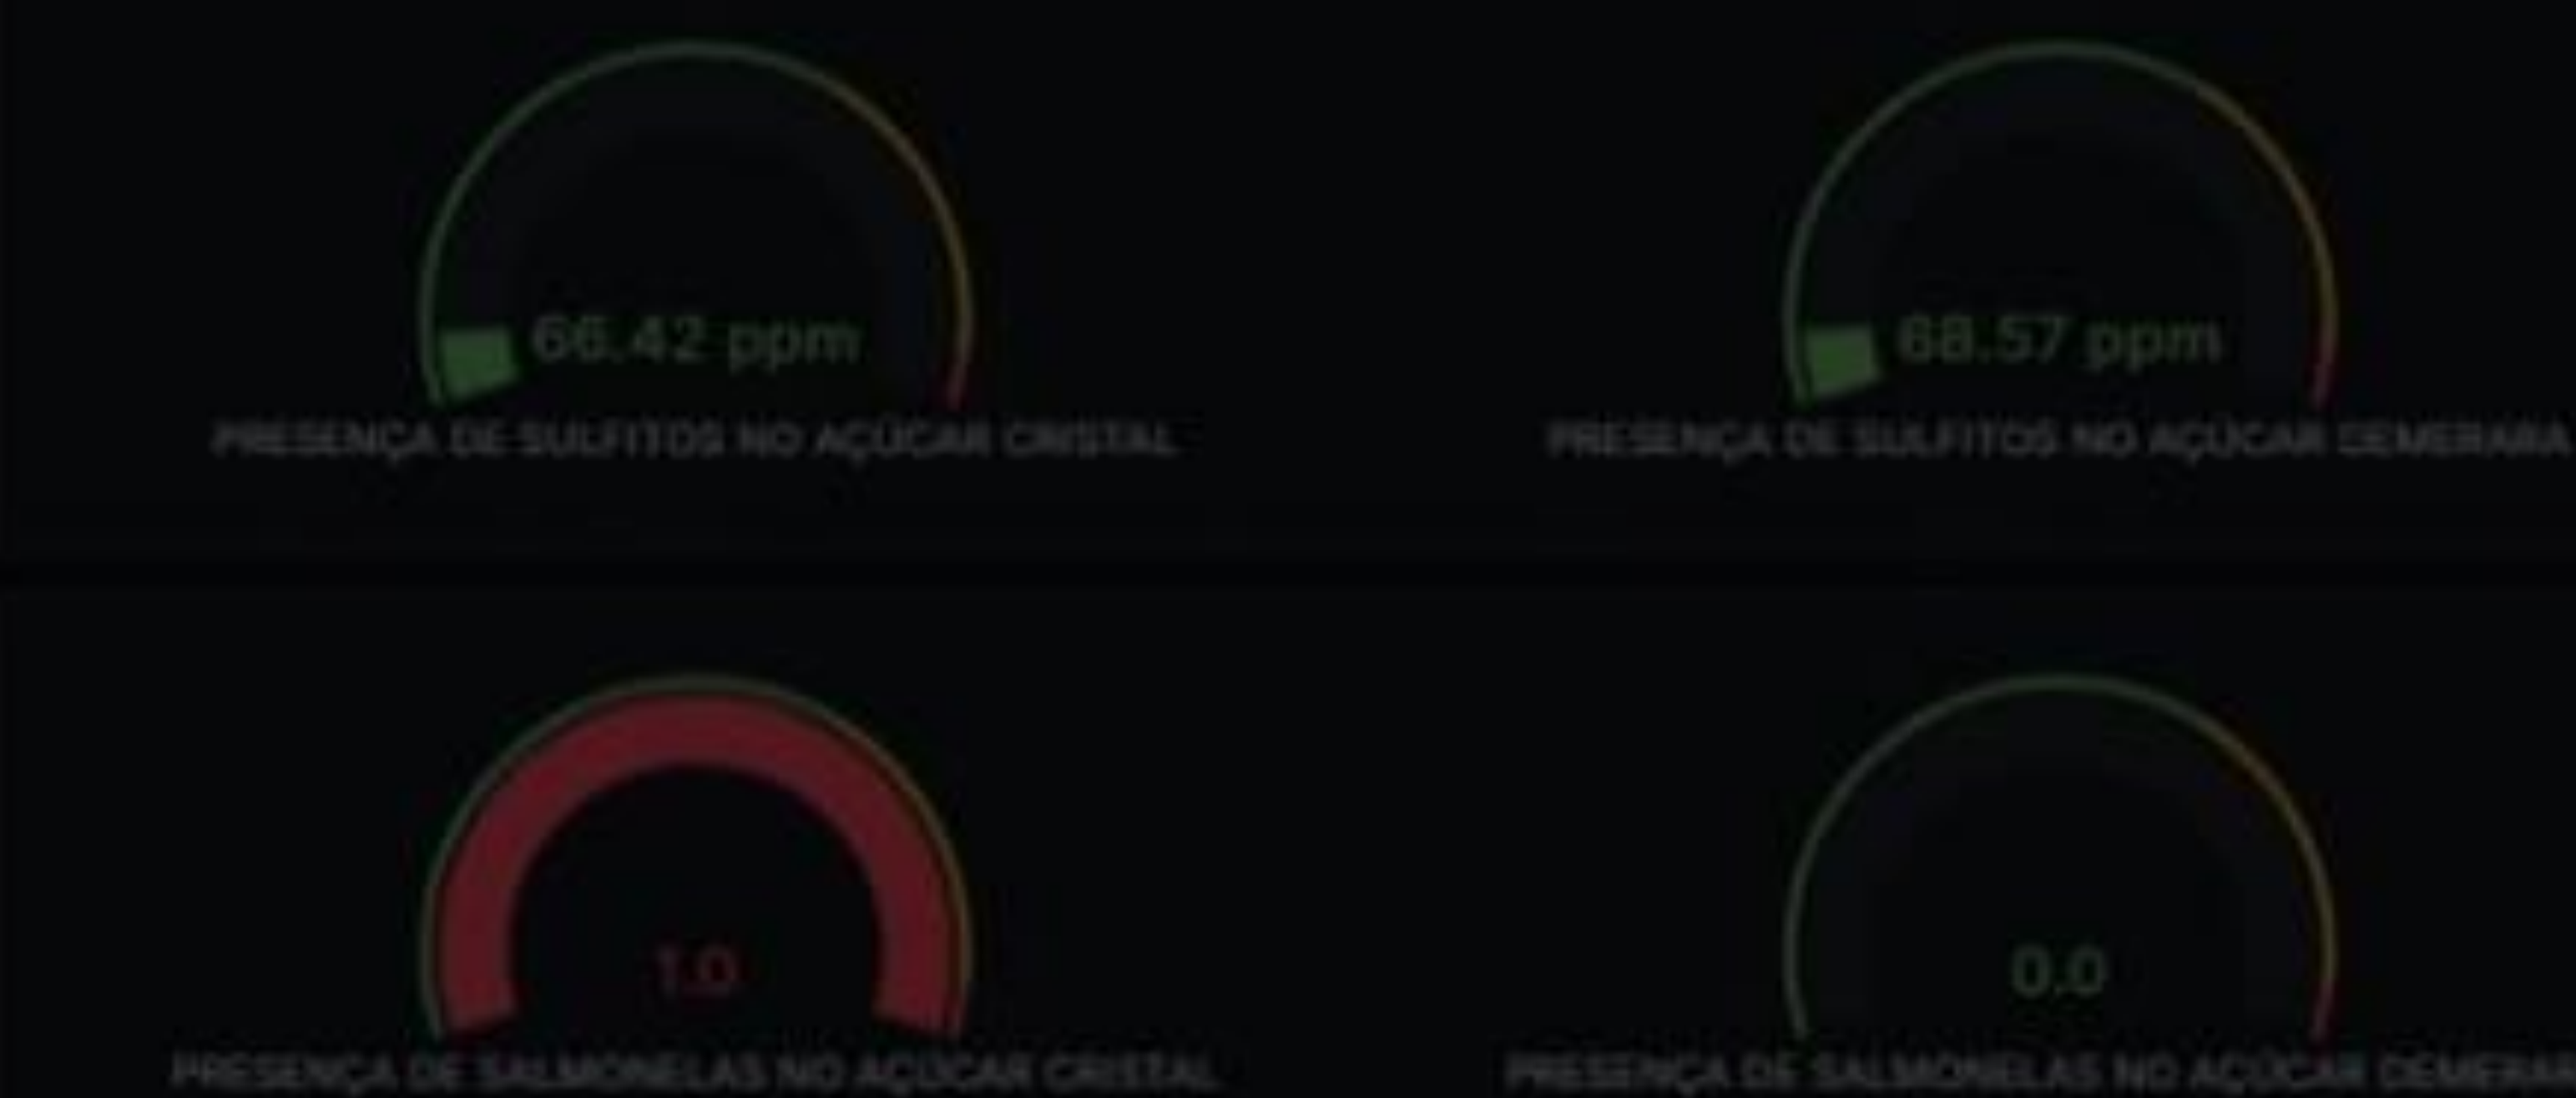 66.42 ppm
PRESENÇA DE SULFITOS NO AÇÚCAR CRISTAL
68.57 ppm
PRESENÇA DE SULFITOS NO AÇÚCAR DEMERARA
1.0
PRESENÇA DE SALMONELAS NO AÇÚCAR CRISTAL
0.0
PRESENÇA DE SALMONELAS NO AÇÚCAR DEMERAR